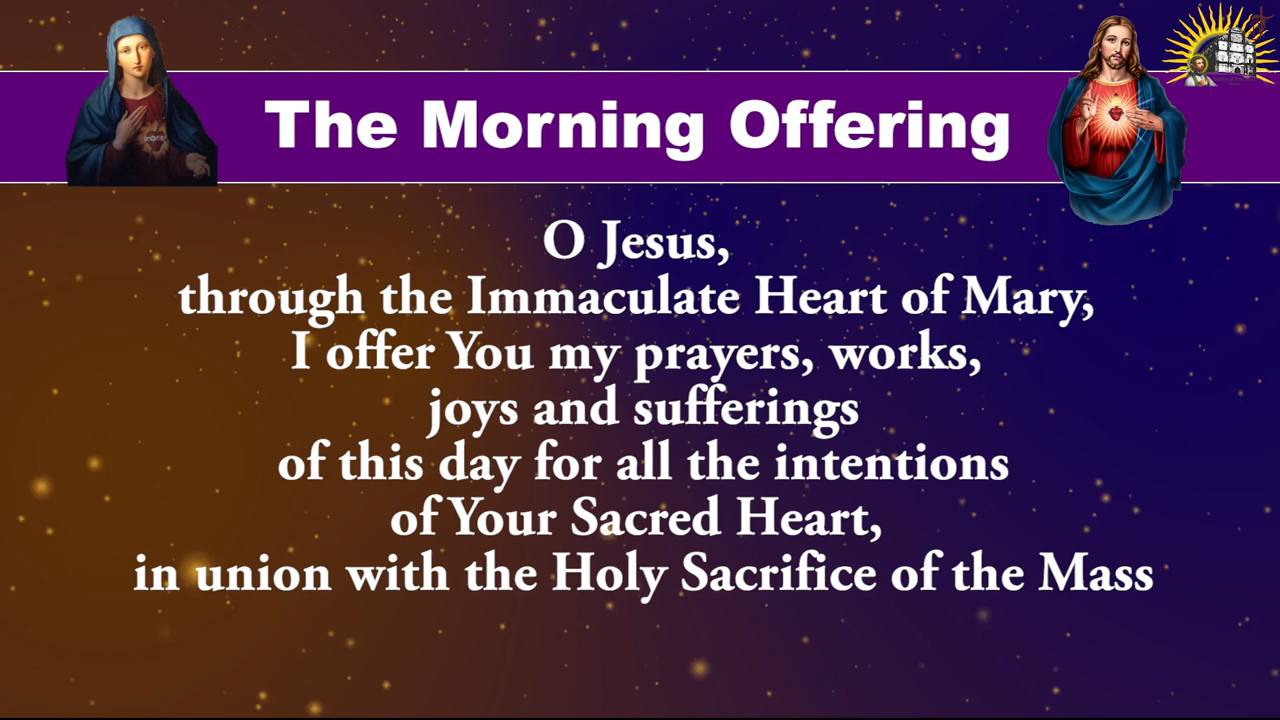 The Morning Offering
O Jesus,
through the Immaculate Heart of Mary,
I offer You my prayers, works,
joys and sufferings
of this day for all the intentions
of Your Sacred Heart,
in union with the Holy Sacrifice of the Mass